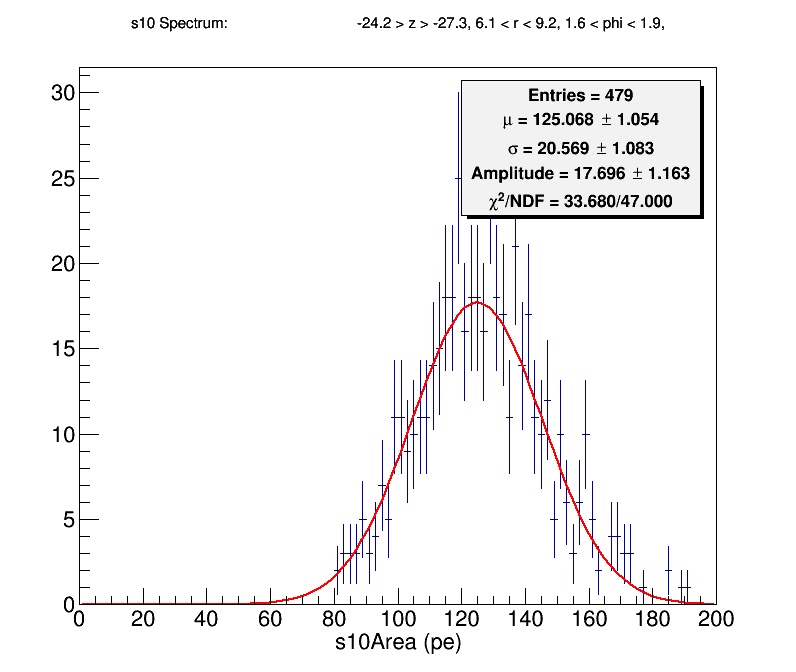 s10 Spectrum: -24.2 > z > -27.3, 6.1 < r < 9.2, 1.6 < phi < 1.9,
Entries = 479
μ = 125.068 ± 1.054
σ = 20.569 ± 1.083
Amplitude = 17.696 ± 1.163
χ²/NDF = 33.680/47.000
30
25
20
15
10
5
0
0 20 40 60 80 100 120 140 160 180 200
s10Area (pe)